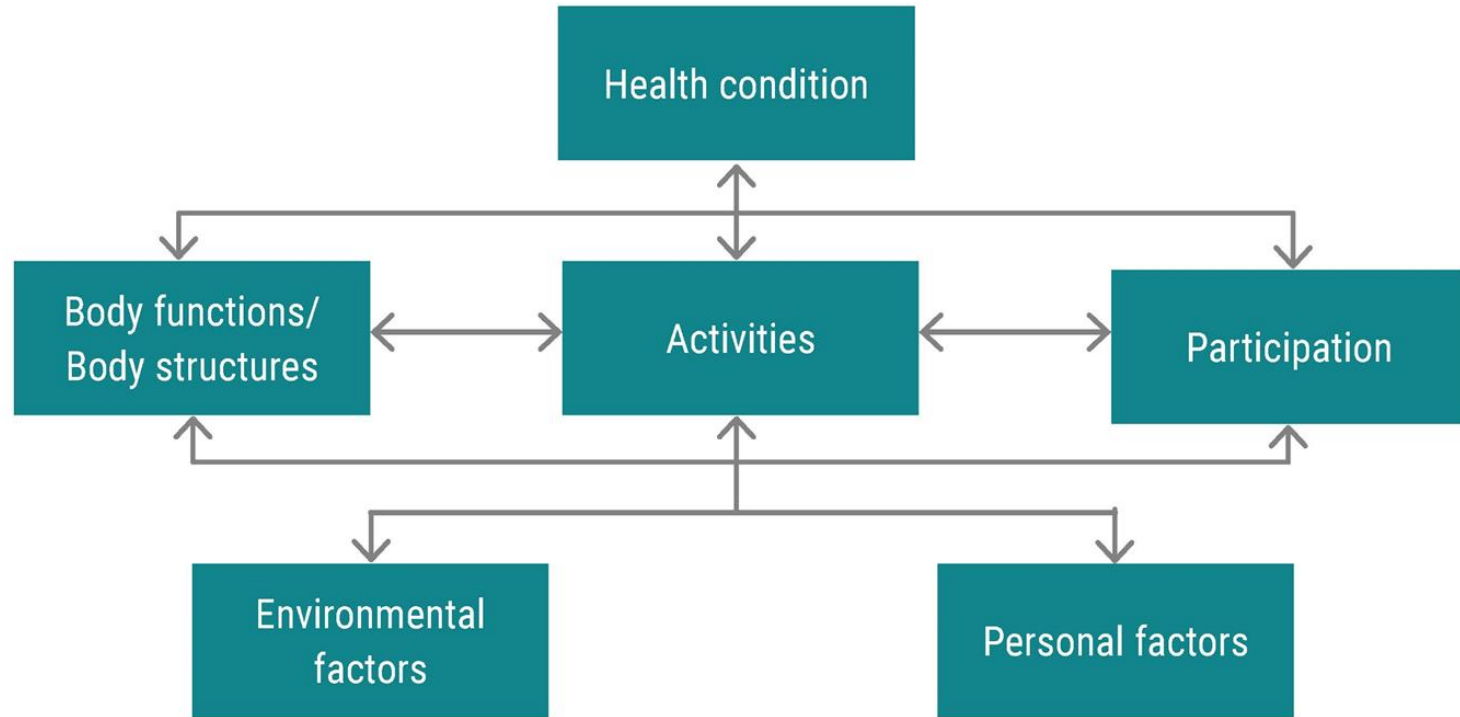 Health condition
Body functions/
Body structures
Activities
Participation
Environmental
factors
Personal factors